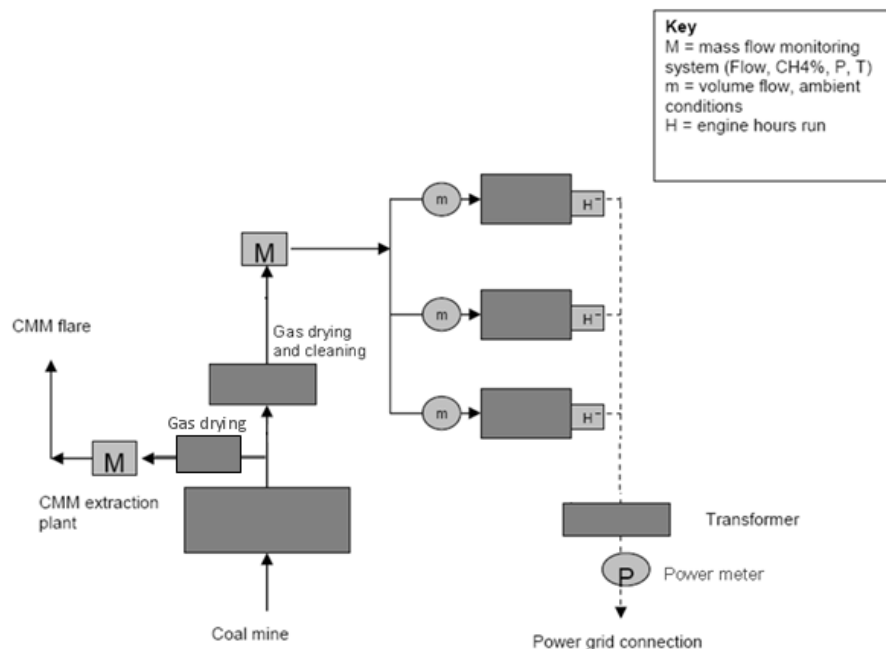 Key
M = mass flow monitoring
system (Flow, CH4%, P, T)
m = volume flow, ambient
conditions
H = engine hours run
m
H
M
CMM flare
Gas drying
and cleaning
m
H
Gas drying
m
H
M
CMM extraction
plant
Transformer
P
Power meter
Coal mine
Power grid connection